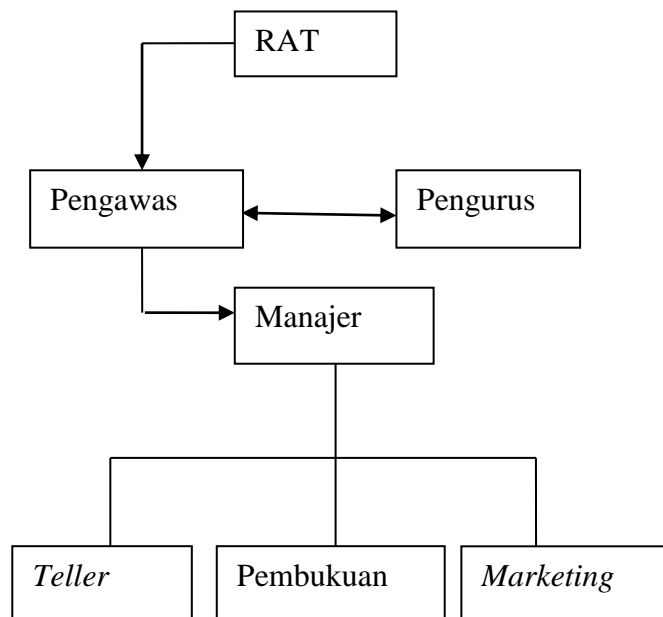 RAT
Pengawas
Pengurus
Manajer
Teller
Pembukuan
Marketing